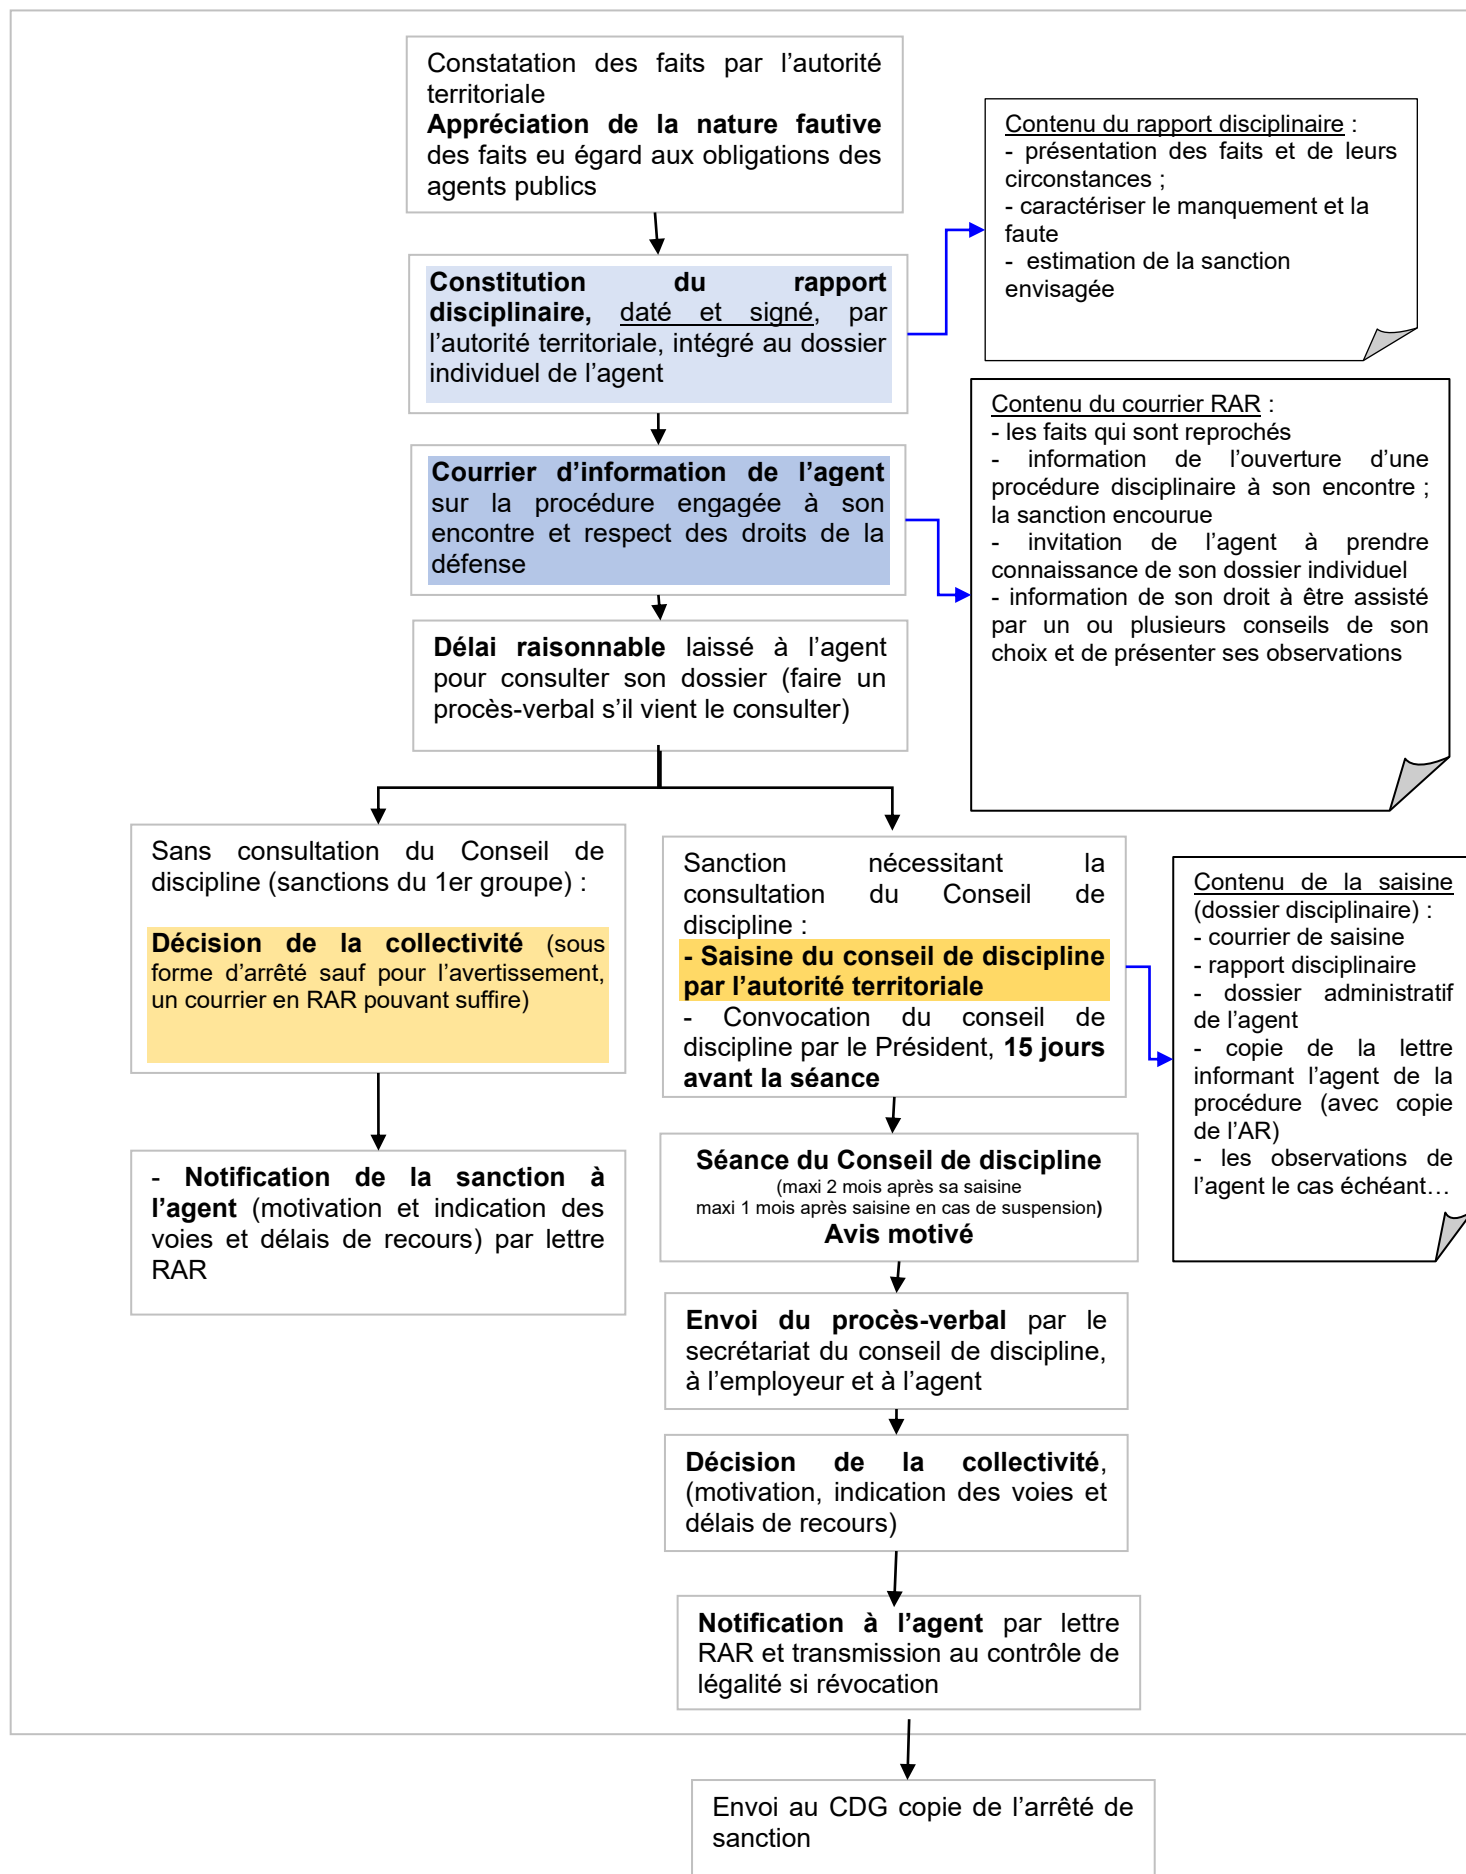 Constatation des faits par l’autorité
territoriale
Appréciation de la nature fautive
des faits eu égard aux obligations des
agents publics
Contenu du rapport disciplinaire :
- présentation des faits et de leurs
circonstances ;
- caractériser le manquement et la
faute
- estimation de la sanction
envisagée
Constitution du rapport
disciplinaire, daté et signé, par
l’autorité territoriale, intégré au dossier
individuel de l’agent
Contenu du courrier RAR :
- les faits qui sont reprochés
- information de l’ouverture d’une
procédure disciplinaire à son encontre ;
la sanction encourue
- invitation de l’agent à prendre
connaissance de son dossier individuel
- information de son droit à être assisté
par un ou plusieurs conseils de son
choix et de présenter ses observations
Courrier d’information de l’agent
sur la procédure engagée à son
encontre et respect des droits de la
défense
Délai raisonnable laissé à l’agent
pour consulter son dossier (faire un
procès-verbal s’il vient le consulter)
Sans consultation du Conseil de
discipline (sanctions du 1er groupe) :
Décision de la collectivité (sous
forme d’arrêté sauf pour l’avertissement,
un courrier en RAR pouvant suffire)
- Notification de la sanction à
l’agent (motivation et indication des
voies et délais de recours) par lettre
RAR
Sanction nécessitant la
consultation du Conseil de
discipline :
- Saisine du conseil de discipline
par l’autorité territoriale
- Convocation du conseil de
discipline par le Président, 15 jours
avant la séance
Contenu de la saisine
(dossier disciplinaire) :
- courrier de saisine
- rapport disciplinaire
- dossier administratif
de l’agent
- copie de la lettre
informant l’agent de la
procédure (avec copie
de l’AR)
- les observations de
l’agent le cas échéant…
Séance du Conseil de discipline
(maxi 2 mois après sa saisine
maxi 1 mois après saisine en cas de suspension)
Avis motivé
Envoi du procès-verbal par le
secrétariat du conseil de discipline,
à l’employeur et à l’agent
Décision de la collectivité,
(motivation, indication des voies et
délais de recours)
Notification à l’agent par lettre
RAR et transmission au contrôle de
légalité si révocation
Envoi au CDG copie de l’arrêté de
sanction